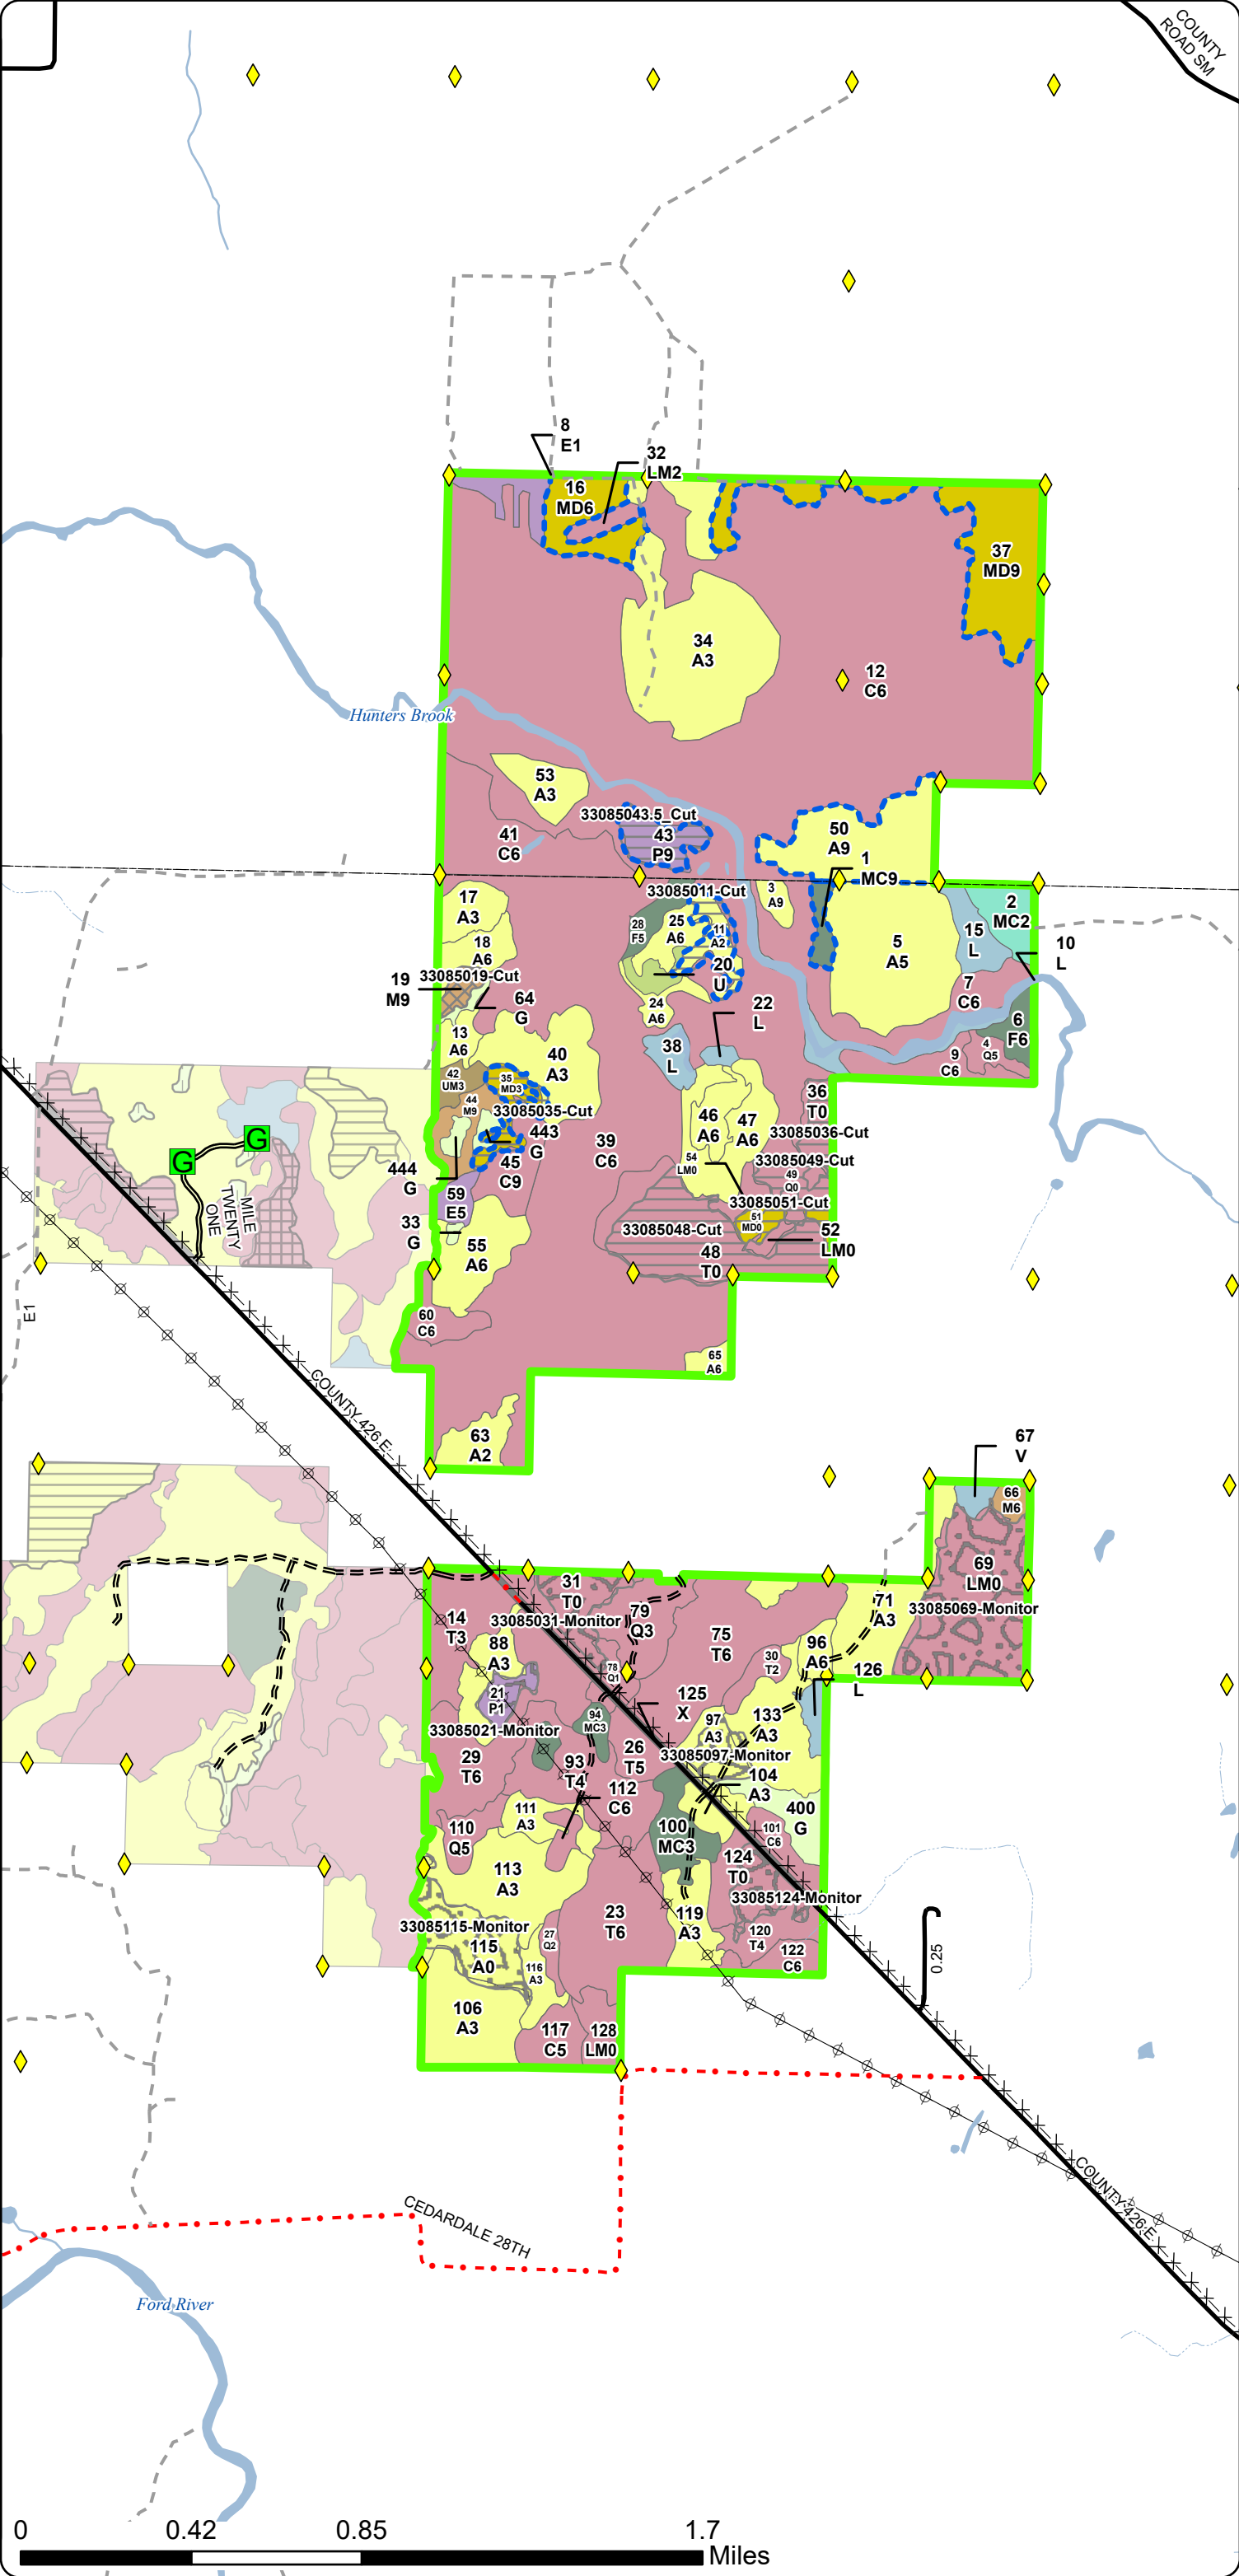 COUNTY
ROAD SM
8
E1
32
LM2
16
MD6
37
MD9
34
A3
12
C6
Hunters Brook
53
A3
33085043.5_Cut
43
P9
41
C6
50
A9
1
MC9
17
A3
33085011-Cut
3
A9
2
MC2
28
F5
25
A6
11
A2
15
L
5
A5
10
L
18
A6
20
U
19
M9
33085019-Cut
64
G
7
C6
24
A6
22
L
6
F6
13
A6
40
A3
38
L
4
Q5
9
C6
42
UM3
35
MD3
36
T0
44
M9
33085035-Cut
46
A6
47
A6
33085036-Cut
443
G
39
C6
G
G
MILE
TWENTY
ONE
54
LM0
33085049-Cut
49
Q0
444
G
45
C9
59
E5
33085051-Cut
51
MD0
33
G
55
A6
33085048-Cut
52
LM0
48
T0
E1
60
C6
65
A6
COUNTY 426 E
63
A2
67
V
66
M6
69
LM0
31
T0
71
A3
33085069-Monitor
14
T3
33085031-Monitor
79
Q3
75
T6
88
A3
96
A6
30
T2
78
Q1
126
L
21
P1
125
X
94
MC3
97
A3
133
A3
33085021-Monitor
26
T5
33085097-Monitor
29
T6
93
T4
104
A3
112
C6
111
A3
400
G
110
Q5
100
MC3
101
C6
124
T0
113
A3
33085124-Monitor
23
T6
119
A3
33085115-Monitor
115
A0
27
Q2
120
T4
122
C6
116
A3
0.25
106
A3
117
C5
128
LM0
COUNTY 426 E
CEDARDALE 28TH
Ford River
0 0.42 0.85 1.7
Miles